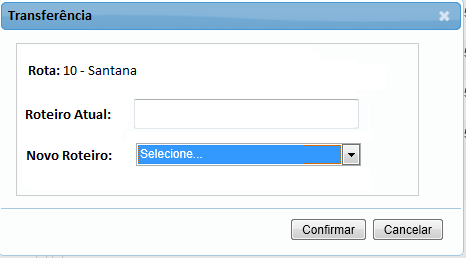 Transferência
Rota: 10 - Santana
Roteiro Atual:
Novo Roteiro: Selecione...
Confirmar Cancelar